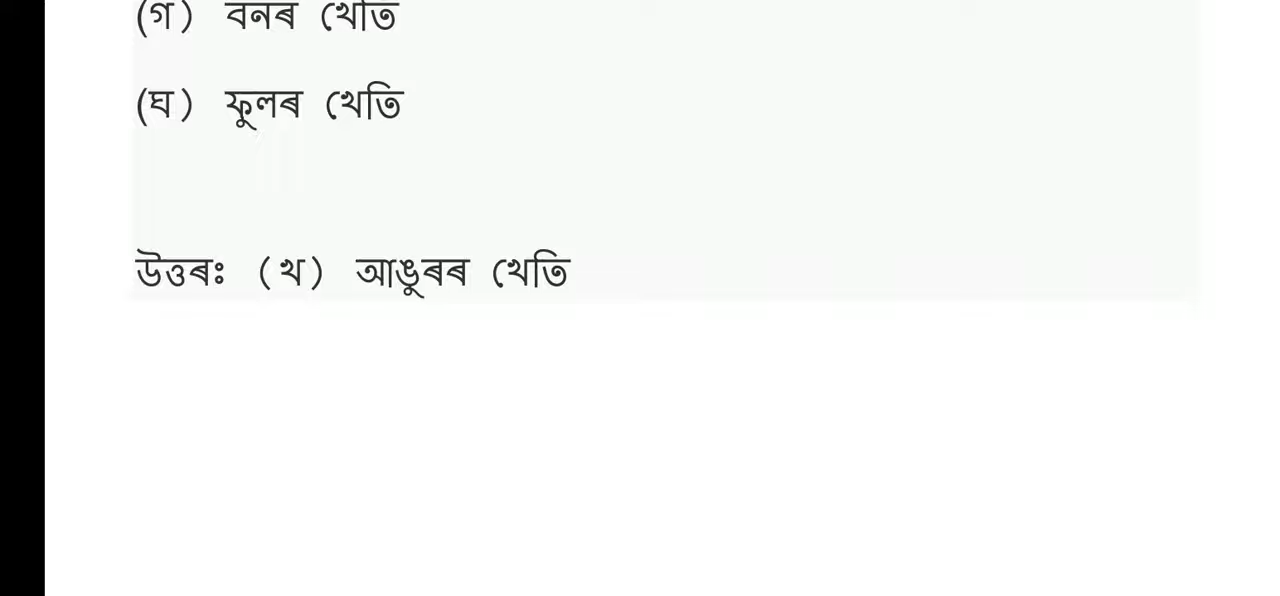 (গ) বনৰ খেতি
(ঘ) ফুলৰ খেতি
উত্তৰঃ (খ) আঙুৰৰ খেতি